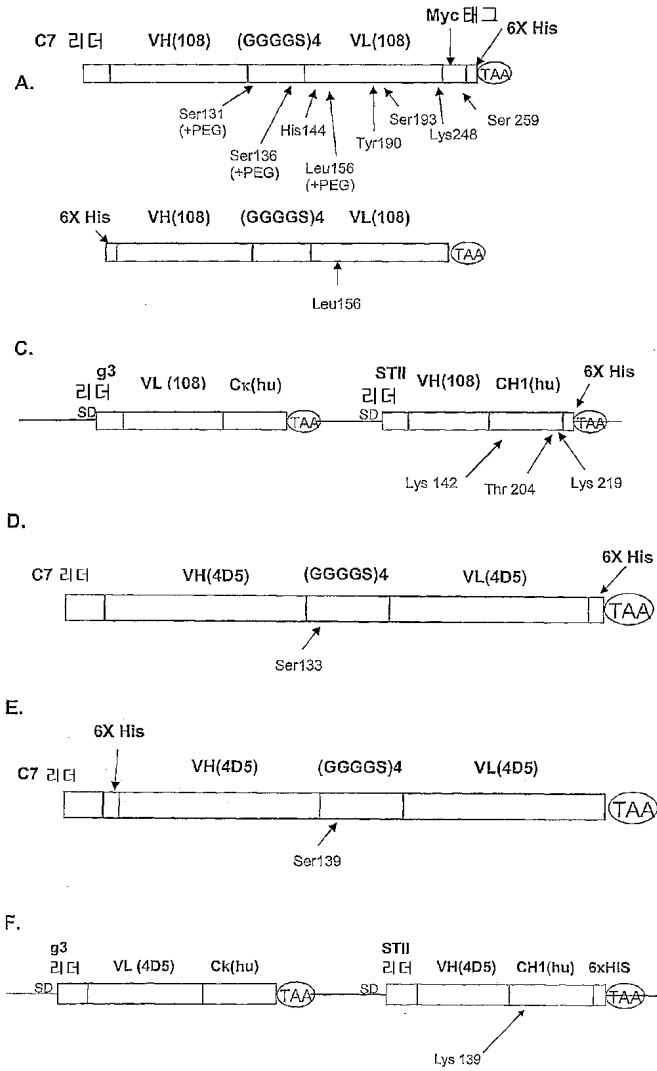 Myc 태그
C7 리더 VH(108) (GGGGS)4 VL(108) 6X His
A.
TAA
Ser131 (+PEG)
Ser136 (+PEG)
His144
Leu156 (+PEG)
Tyr190
Ser193
Lys248
Ser 259
6X His VH(108) (GGGGS)4 VL(108)
TAA
Leu156
C.
g3 리더 VL (108) Cκ(hu)
STII 리더 VH(108) CH1(hu) 6X His
SD TAA SD TAA
Lys 142 Thr 204 Lys 219
D.
6X His
C7 리더 VH(4D5) (GGGGS)4 VL(4D5)
TAA
Ser133
E.
6X His
C7 리더 VH(4D5) (GGGGS)4 VL(4D5)
TAA
Ser139
F.
g3 리더 VL (4D5) Ck(hu)
STII 리더 VH(4D5) CH1(hu) 6xHIS
SD TAA SD TAA
Lys 139